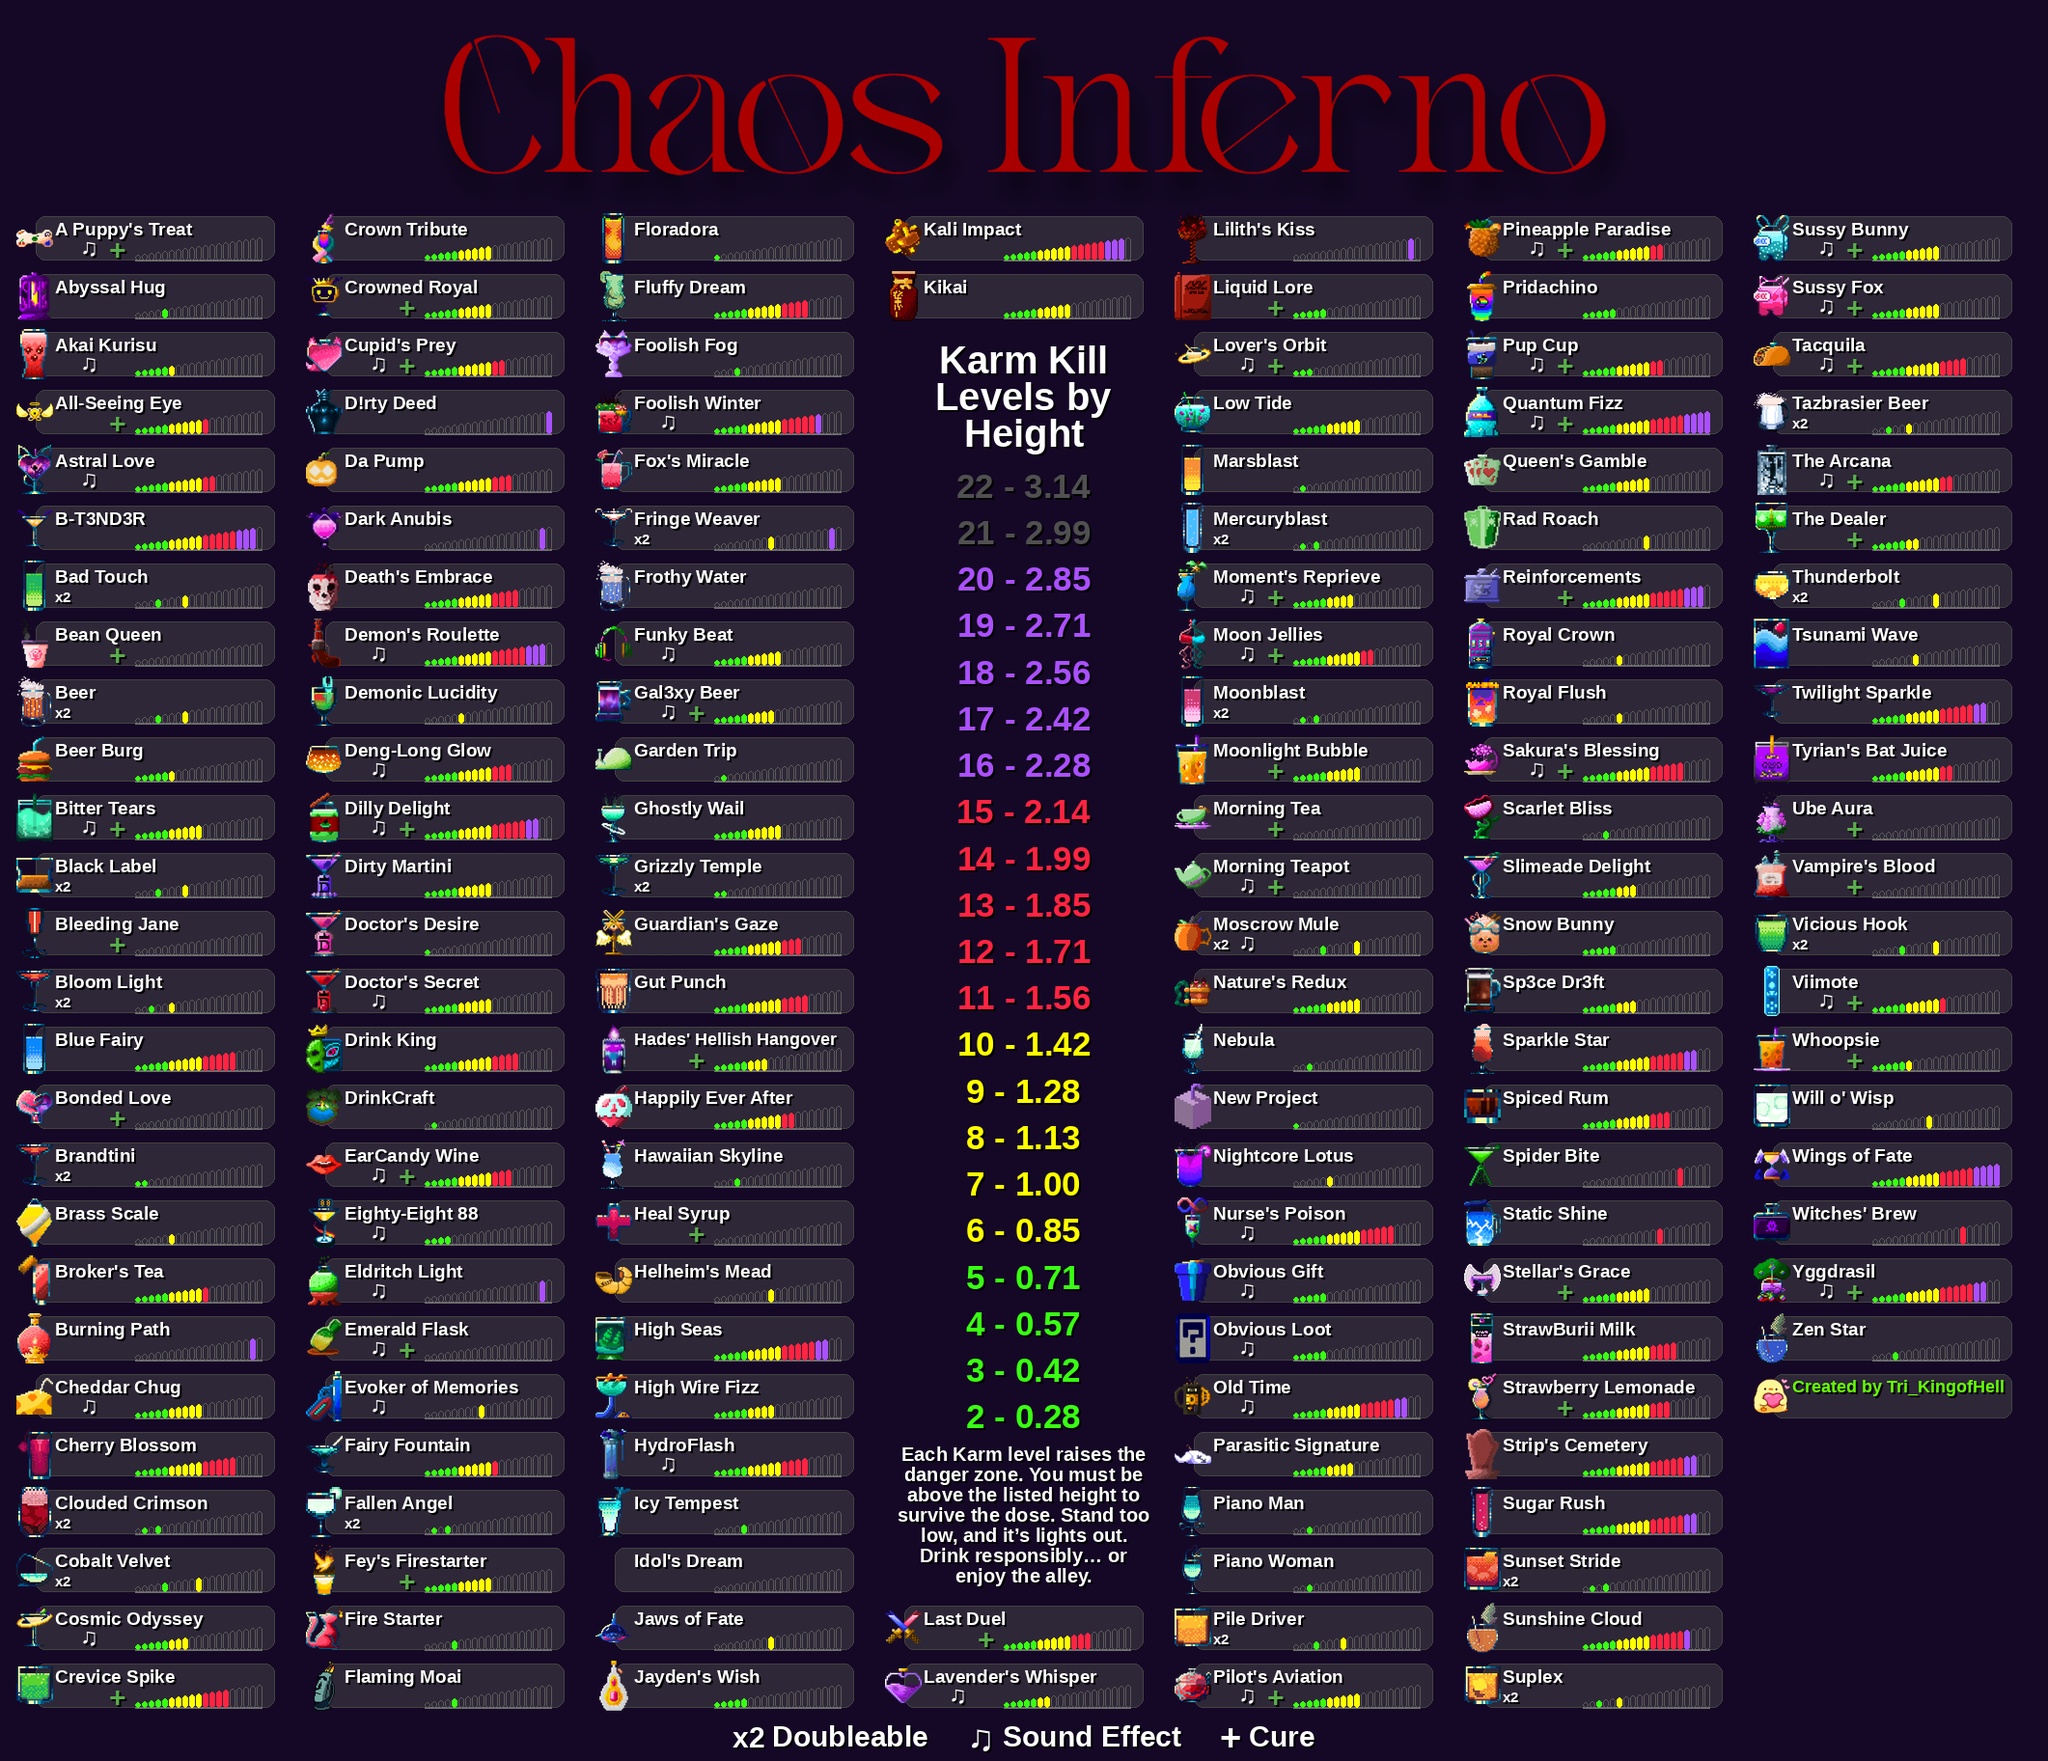 Chaos Inferno
A Puppy's Treat
♫ +
Abyssal Hug
Akai Kurisu
♫
All-Seeing Eye
+
Astral Love
♫
B-T3ND3R
Bad Touch
x2
Bean Queen
+
Beer
x2
Beer Burg
Bitter Tears
♫ +
Black Label
x2
Bleeding Jane
+
Bloom Light
x2
Blue Fairy
Bonded Love
+
Brandtini
x2
Brass Scale
Broker's Tea
Burning Path
Cheddar Chug
♫
Cherry Blossom
Clouded Crimson
x2
Cobalt Velvet
x2
Cosmic Odyssey
♫
Crevice Spike
+
Crown Tribute
Crowned Royal
+
Cupid's Prey
♫ +
D!rty Deed
Da Pump
Dark Anubis
Death's Embrace
Demon's Roulette
♫
Demonic Lucidity
Deng-Long Glow
♫
Dilly Delight
♫ +
Dirty Martini
Doctor's Desire
Doctor's Secret
♫
Drink King
DrinkCraft
EarCandy Wine
♫ +
Eighty-Eight 88
♫
Eldritch Light
♫
Emerald Flask
♫ +
Evoker of Memories
♫
Fairy Fountain
Fallen Angel
x2
Fey's Firestarter
+
Fire Starter
Flaming Moai
Floradora
Fluffy Dream
Foolish Fog
Foolish Winter
♫
Fox's Miracle
Fringe Weaver
x2
Frothy Water
Funky Beat
♫
Gal3xy Beer
♫ +
Garden Trip
Ghostly Wail
Grizzly Temple
x2
Guardian's Gaze
Gut Punch
Hades' Hellish Hangover
+
Happily Ever After
Hawaiian Skyline
Heal Syrup
+
Helheim's Mead
High Seas
High Wire Fizz
HydroFlash
♫
Icy Tempest
Idol's Dream
Jaws of Fate
Jayden's Wish
Kali Impact
Kikai
Karm Kill
Levels by
Height
22 - 3.14
21 - 2.99
20 - 2.85
19 - 2.71
18 - 2.56
17 - 2.42
16 - 2.28
15 - 2.14
14 - 1.99
13 - 1.85
12 - 1.71
11 - 1.56
10 - 1.42
9 - 1.28
8 - 1.13
7 - 1.00
6 - 0.85
5 - 0.71
4 - 0.57
3 - 0.42
2 - 0.28
Each Karm level raises the
danger zone. You must be
above the listed height to
survive the dose. Stand too
low, and it’s lights out.
Drink responsibly… or
enjoy the alley.
Last Duel
+
Lavender's Whisper
♫
Lilith's Kiss
Liquid Lore
+
Lover's Orbit
♫ +
Low Tide
Marsblast
Mercuryblast
x2
Moment's Reprieve
♫ +
Moon Jellies
♫ +
Moonblast
x2
Moonlight Bubble
+
Morning Tea
+
Morning Teapot
♫ +
Moscrow Mule
x2 ♫
Nature's Redux
Nebula
New Project
Nightcore Lotus
Nurse's Poison
♫
Obvious Gift
♫
Obvious Loot
♫
Old Time
♫
Parasitic Signature
Piano Man
Piano Woman
Pile Driver
x2
Pilot's Aviation
♫ +
Pineapple Paradise
♫ +
Pridachino
Pup Cup
♫ +
Quantum Fizz
♫ +
Queen's Gamble
Rad Roach
Reinforcements
+
Royal Crown
Royal Flush
Sakura's Blessing
♫ +
Scarlet Bliss
Slimeade Delight
Snow Bunny
Sp3ce Dr3ft
Sparkle Star
Spiced Rum
Spider Bite
Static Shine
Stellar's Grace
+
StrawBurii Milk
Strawberry Lemonade
+
Strip's Cemetery
Sugar Rush
Sunset Stride
x2
Sunshine Cloud
Suplex
x2
Sussy Bunny
♫ +
Sussy Fox
♫ +
Tacquila
♫ +
Tazbrasier Beer
x2
The Arcana
♫ +
The Dealer
+
Thunderbolt
x2
Tsunami Wave
Twilight Sparkle
Tyrian's Bat Juice
Ube Aura
+
Vampire's Blood
+
Vicious Hook
x2
Viimote
♫ +
Whoopsie
+
Will o' Wisp
Wings of Fate
Witches' Brew
Yggdrasil
♫ +
Zen Star
Created by Tri_KingofHell
x2 Doubleable ♫ Sound Effect + Cure